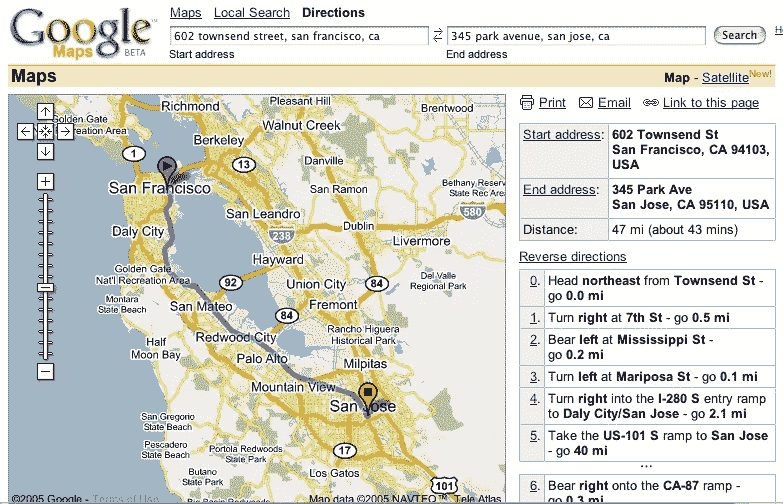 Google Maps BETA
Maps Local Search Directions
602 townsend street, san francisco, ca
345 park avenue, san jose, ca
Search
Start address
End address
Maps
Map - Satellite New!
Richmond
Pleasant Hill
Brentwood
Golden Gate
Recreation Area
Walnut Creek
Berkeley
1
13
Danville
San Francisco
San Ramon
Bethany Reserv
State Rec Area
580
San Leandro
Daly City
238
Dublin
Livermore
Hayward
Golden Gate
Nat'l Recreation Area
92
Union City
84
Del Valle
Regional Park
Montara
State Beach
San Mateo
Fremont
84
Rancho Higuera
Historical Park
Half
Moon Bay
Redwood City
Palo Alto
Milpitas
Mountain View
San Jose
San Gregorio
State Beach
Pescadero
State Beach
Portola Redwoods
State Park
17
Butano
State Park
Los Gatos
101
©2005 Google - Terms of Use
Map data ©2005 NAVTEQ™, Tele Atlas
Print Email Link to this page
Start address: 602 Townsend St
San Francisco, CA 94103,
USA
End address: 345 Park Ave
San Jose, CA 95110, USA
Distance: 47 mi (about 43 mins)
Reverse directions
0. Head northeast from Townsend St -
go 0.0 mi
1. Turn right at 7th St - go 0.5 mi
2. Bear left at Mississippi St -
go 0.2 mi
3. Turn left at Mariposa St - go 0.1 mi
4. Turn right into the I-280 S entry ramp
to Daly City/San Jose - go 2.1 mi
5. Take the US-101 S ramp to San Jose
- go 40 mi
...
6. Bear right onto the CA-87 ramp -
go 0.3 mi